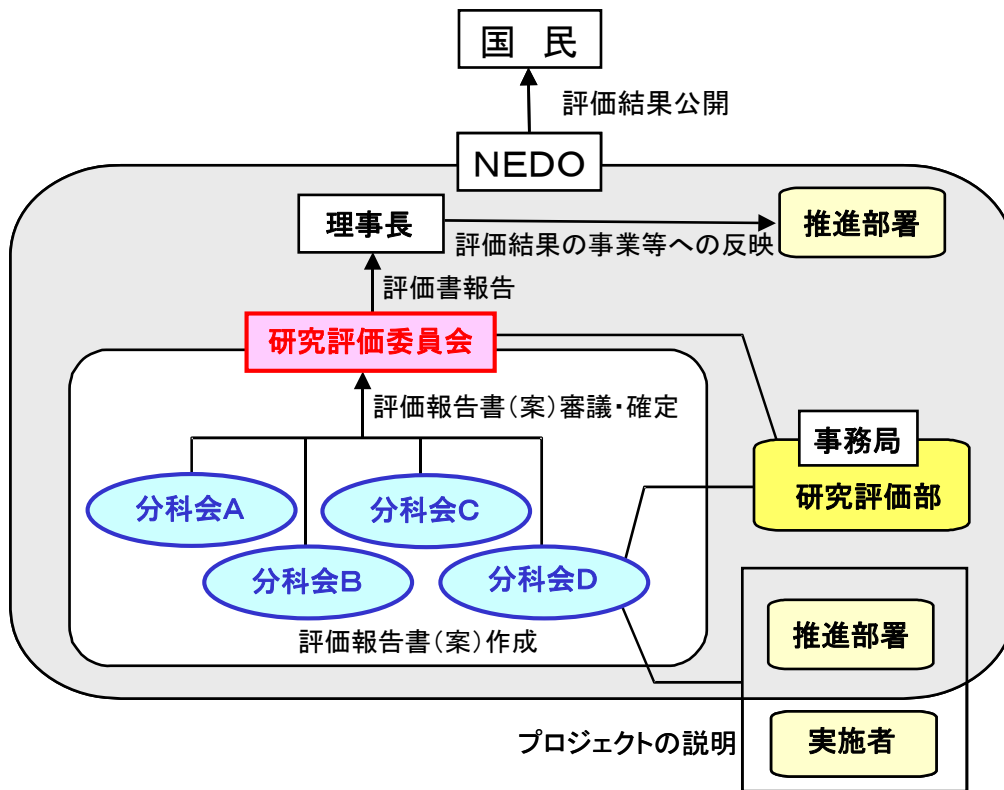 国　民
評価結果公開
ＮＥＤＯ
理事長
推進部署
評価結果の事業等への反映
評価書報告
研究評価委員会
評価報告書（案）審議・確定
事務局
研究評価部
分科会Ａ
分科会Ｃ
分科会Ｂ
分科会Ｄ
評価報告書（案）作成
推進部署
プロジェクトの説明
実施者